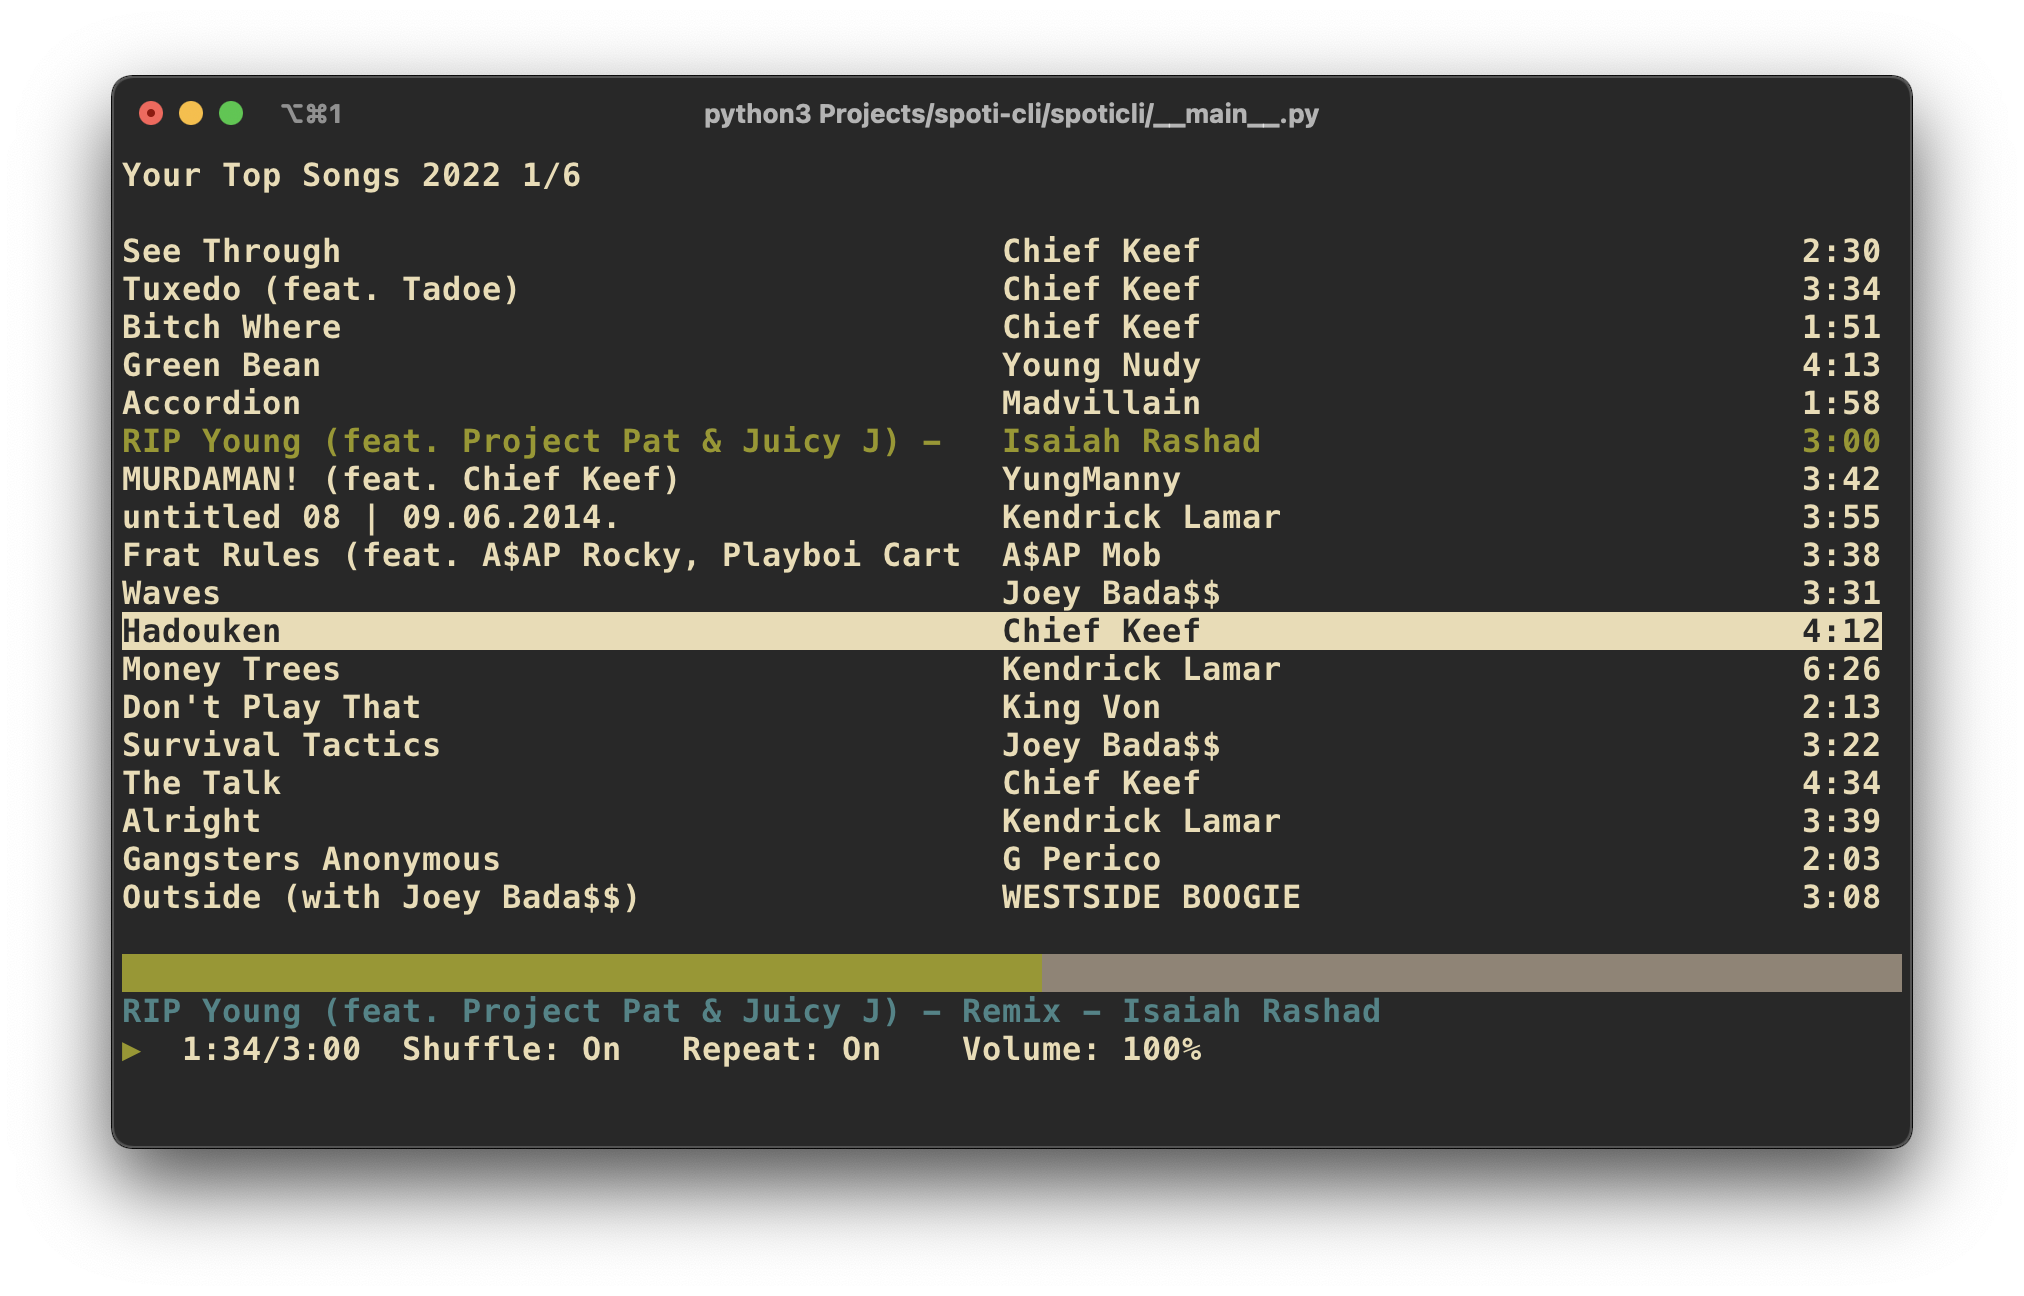 ⌥⌘1 python3 Projects/spoti-cli/spoticli/__main__.py
Your Top Songs 2022 1/6
See Through Chief Keef 2:30
Tuxedo (feat. Tadoe) Chief Keef 3:34
Bitch Where Chief Keef 1:51
Green Bean Young Nudy 4:13
Accordion Madvillain 1:58
RIP Young (feat. Project Pat & Juicy J) – Isaiah Rashad 3:00
MURDAMAN! (feat. Chief Keef) YungManny 3:42
untitled 08 | 09.06.2014. Kendrick Lamar 3:55
Frat Rules (feat. A$AP Rocky, Playboi Cart A$AP Mob 3:38
Waves Joey Bada$$ 3:31
Hadouken Chief Keef 4:12
Money Trees Kendrick Lamar 6:26
Don't Play That King Von 2:13
Survival Tactics Joey Bada$$ 3:22
The Talk Chief Keef 4:34
Alright Kendrick Lamar 3:39
Gangsters Anonymous G Perico 2:03
Outside (with Joey Bada$$) WESTSIDE BOOGIE 3:08
RIP Young (feat. Project Pat & Juicy J) – Remix – Isaiah Rashad
▶ 1:34/3:00 Shuffle: On Repeat: On Volume: 100%